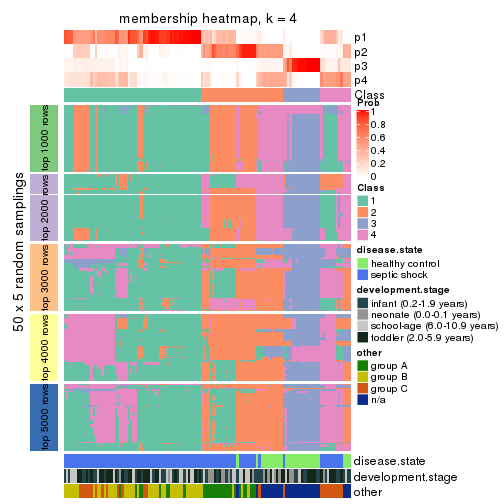 membership heatmap, k = 4
p1
p2
p3
p4
Class
Prob
1
0.8
0.6
0.4
0.2
0
Class
1
2
3
4
disease.state
healthy control
septic shock
development.stage
infant (0.2-1.9 years)
neonate (0.0-0.1 years)
school-age (6.0-10.9 years)
toddler (2.0-5.9 years)
other
group A
group B
group C
n/a
50 x 5 random samplings
top 1000 rows
top 2000 rows
top 3000 rows
top 4000 rows
top 5000 rows
disease.state
development.stage
other